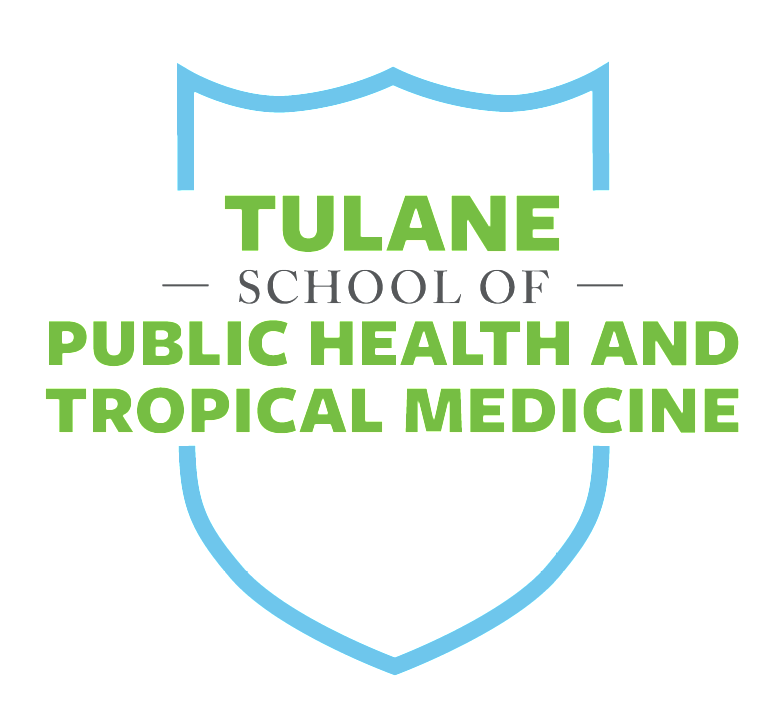 TULANE
— SCHOOL OF —
PUBLIC HEALTH AND
TROPICAL MEDICINE